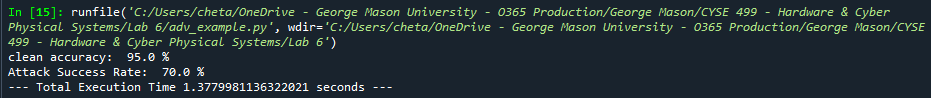 In [15]: runfile('C:/Users/cheta/OneDrive - George Mason University - O365 Production/George Mason/CYSE 499 - Hardware & Cyber
Physical Systems/Lab 6/adv_example.py', wdir='C:/Users/cheta/OneDrive - George Mason University - O365 Production/George Mason/CYSE
499 - Hardware & Cyber Physical Systems/Lab 6')
clean accuracy:  95.0 %
Attack Success Rate:  70.0 %
--- Total Execution Time 1.3779981136322021 seconds ---